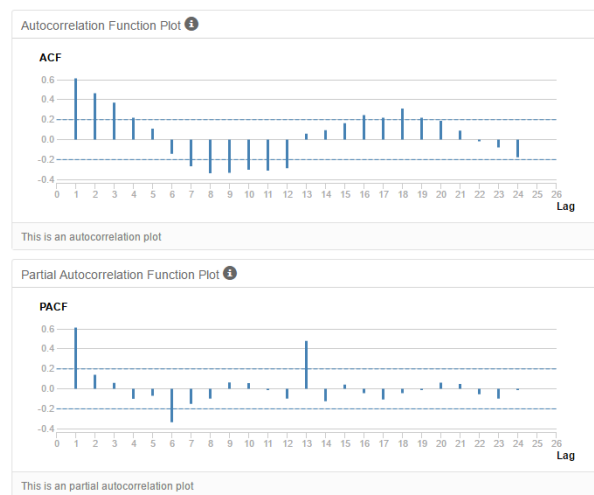 Autocorrelation Function Plot
ACF
0.6
0.4
0.2
0.0
-0.2
-0.4
0 1 2 3 4 5 6 7 8 9 10 11 12 13 14 15 16 17 18 19 20 21 22 23 24 25 26
Lag
This is an autocorrelation plot
Partial Autocorrelation Function Plot
PACF
0.6
0.4
0.2
0.0
-0.2
-0.4
0 1 2 3 4 5 6 7 8 9 10 11 12 13 14 15 16 17 18 19 20 21 22 23 24 25 26
Lag
This is an partial autocorrelation plot